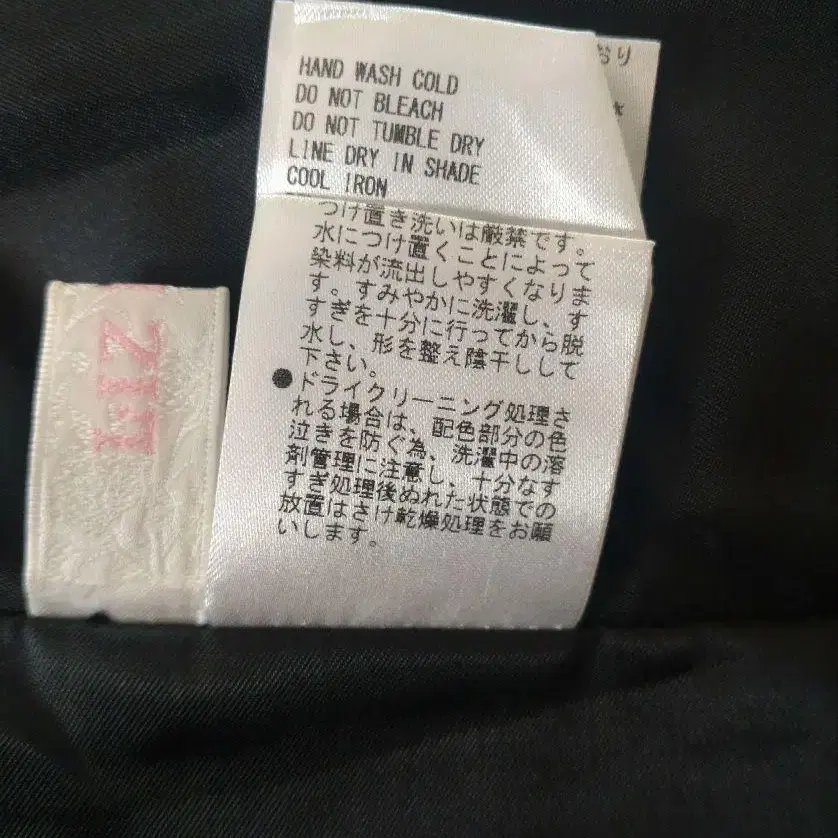 HAND WASH COLD
DO NOT BLEACH
DO NOT TUMBLE DRY
LINE DRY IN SHADE
COOL IRON
おり
つけ置き洗いは厳禁です。
水につけ置くことによって
染料が流出しやすくなりま
す。すみやかに洗濯し、す
すぎを十分に行ってから脱
水し、形を整え陰干しして
下さい。
●ドライクリーニング処理さ
れる場合は、配色部分の色
泣きを防ぐ為、洗濯中の溶
剤管理に注意し、十分なす
すぎ処理後ぬれた状態での
放置はさけ乾燥処理をお願
いします。